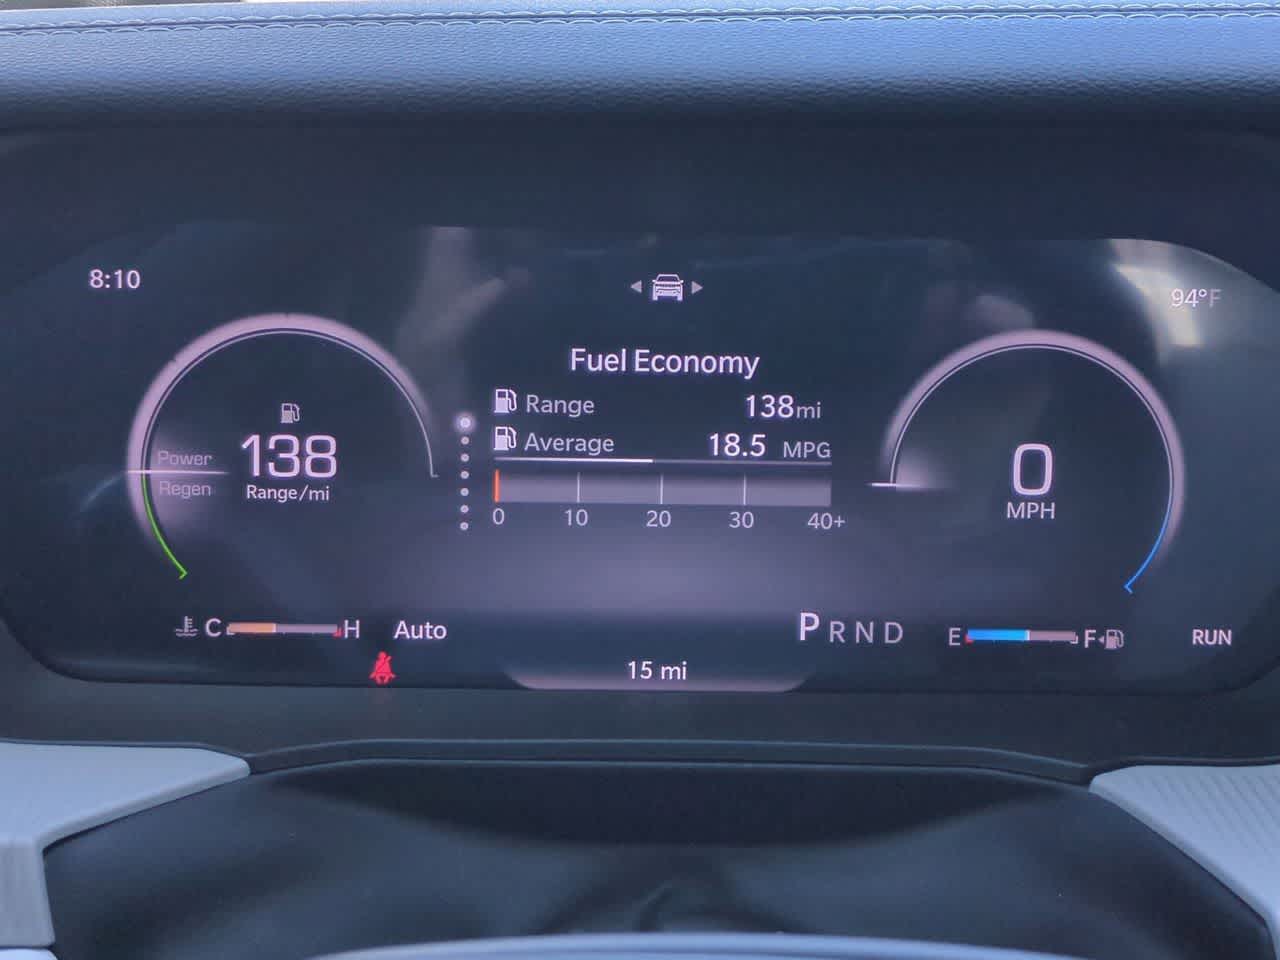 8:10
94°F
Fuel Economy
Range 138mi
Average 18.5 MPG
0 10 20 30 40+
Power
Regen
138
Range/mi
0
MPH
C H Auto
P R N D
E F
RUN
15 mi